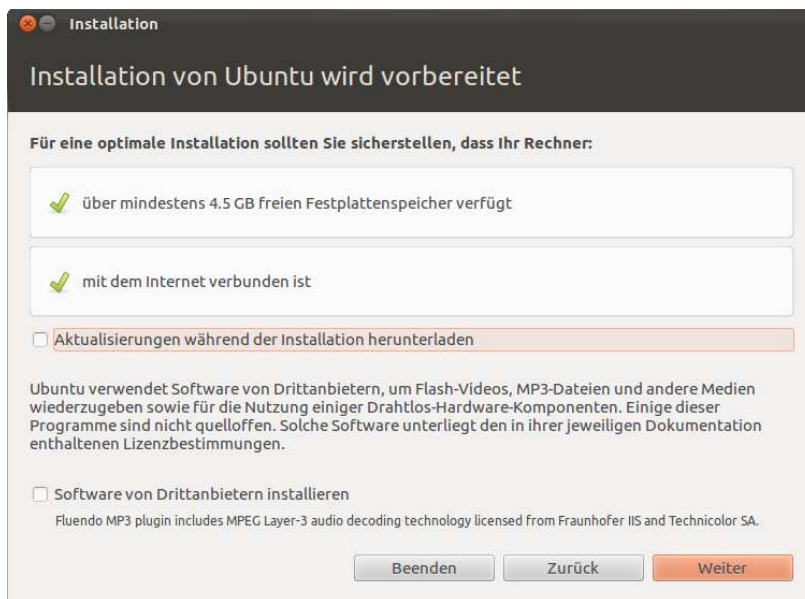 Installation
Installation von Ubuntu wird vorbereitet
Für eine optimale Installation sollten Sie sicherstellen, dass Ihr Rechner:
über mindestens 4.5 GB freien Festplattenspeicher verfügt
mit dem Internet verbunden ist
Aktualisierungen während der Installation herunterladen
Ubuntu verwendet Software von Drittanbietern, um Flash-Videos, MP3-Dateien und andere Medien
wiederzugeben sowie für die Nutzung einiger Drahtlos-Hardware-Komponenten. Einige dieser
Programme sind nicht quelloffen. Solche Software unterliegt den in ihrer jeweiligen Dokumentation
enthaltenen Lizenzbestimmungen.
Software von Drittanbietern installieren
Fluendo MP3 plugin includes MPEG Layer-3 audio decoding technology licensed from Fraunhofer IIS and Technicolor SA.
Beenden Zurück Weiter